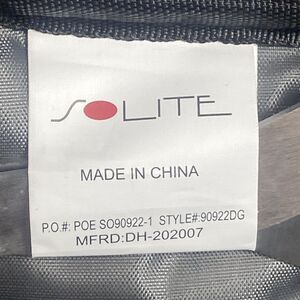 SOLITE
MADE IN CHINA
P.O.#: POE SO90922-1 STYLE#:90922DG
MFRD:DH-202007